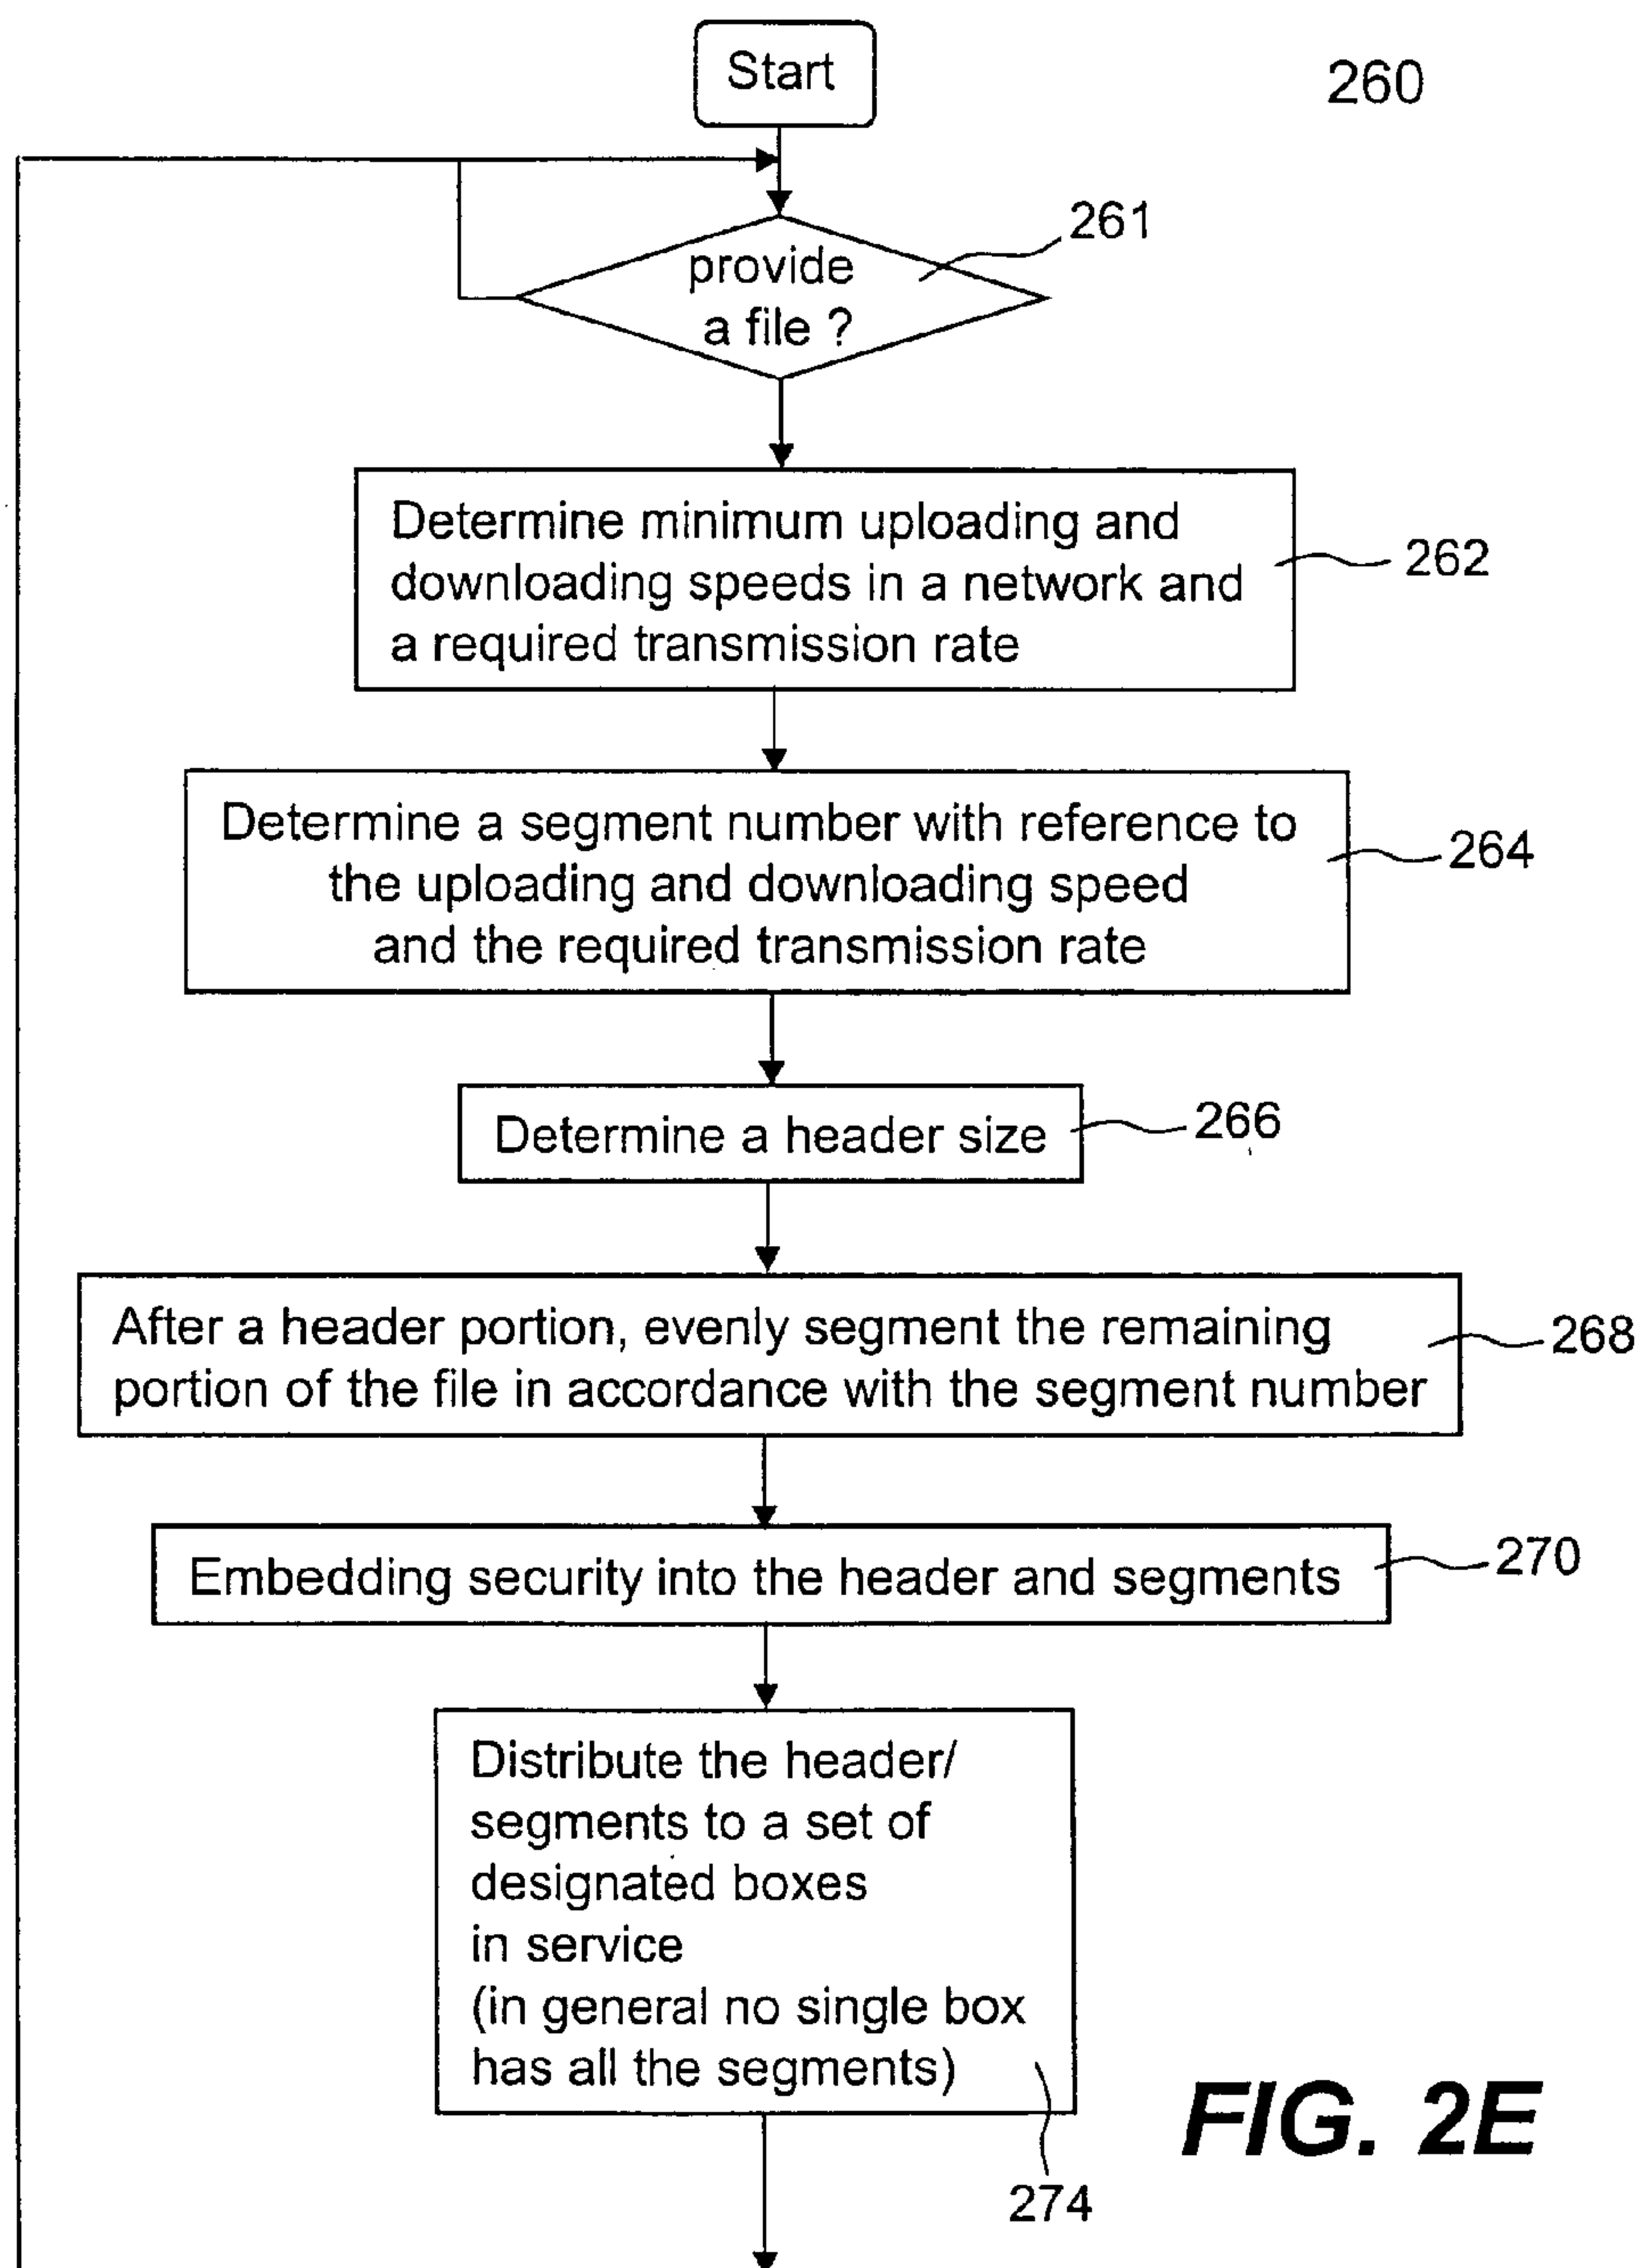 Start
260
261
provide
a file ?
Determine minimum uploading and
downloading speeds in a network and
a required transmission rate
262
Determine a segment number with reference to
the uploading and downloading speed
and the required transmission rate
264
Determine a header size
266
After a header portion, evenly segment the remaining
portion of the file in accordance with the segment number
268
Embedding security into the header and segments
270
Distribute the header/
segments to a set of
designated boxes
in service
(in general no single box
has all the segments)
274
FIG. 2E